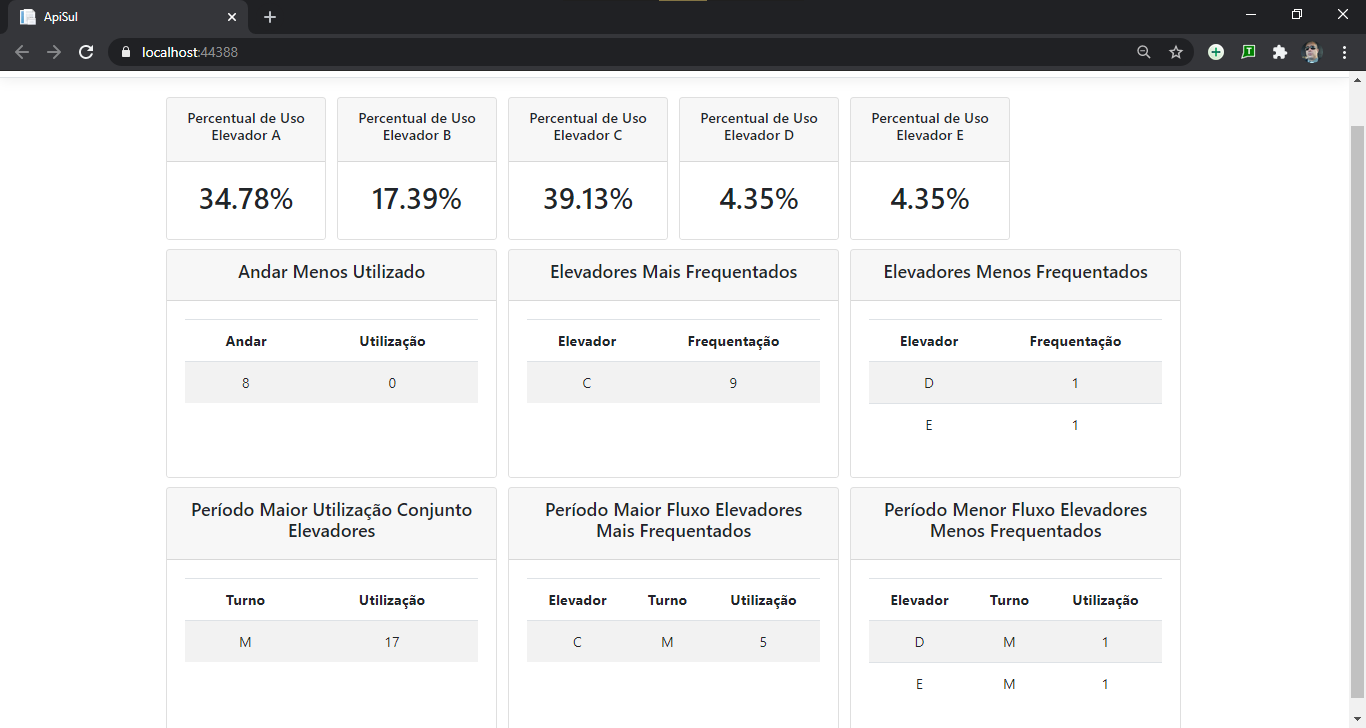 ApiSul
localhost:44388
Percentual de Uso
Elevador A
34.78%
Percentual de Uso
Elevador B
17.39%
Percentual de Uso
Elevador C
39.13%
Percentual de Uso
Elevador D
4.35%
Percentual de Uso
Elevador E
4.35%
Andar Menos Utilizado
Andar Utilização
8 0
Elevadores Mais Frequentados
Elevador Frequentação
C 9
Elevadores Menos Frequentados
Elevador Frequentação
D 1
E 1
Período Maior Utilização Conjunto
Elevadores
Turno Utilização
M 17
Período Maior Fluxo Elevadores
Mais Frequentados
Elevador Turno Utilização
C M 5
Período Menor Fluxo Elevadores
Menos Frequentados
Elevador Turno Utilização
D M 1
E M 1